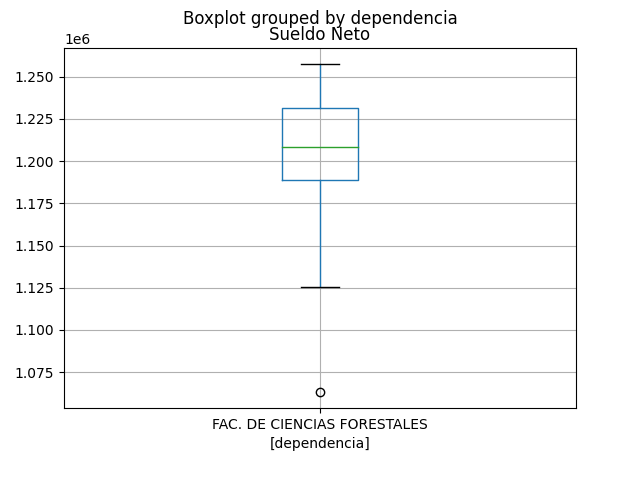 Boxplot grouped by dependencia
Sueldo Neto
1e6
1.250
1.225
1.200
1.175
1.150
1.125
1.100
1.075
FAC. DE CIENCIAS FORESTALES
[dependencia]